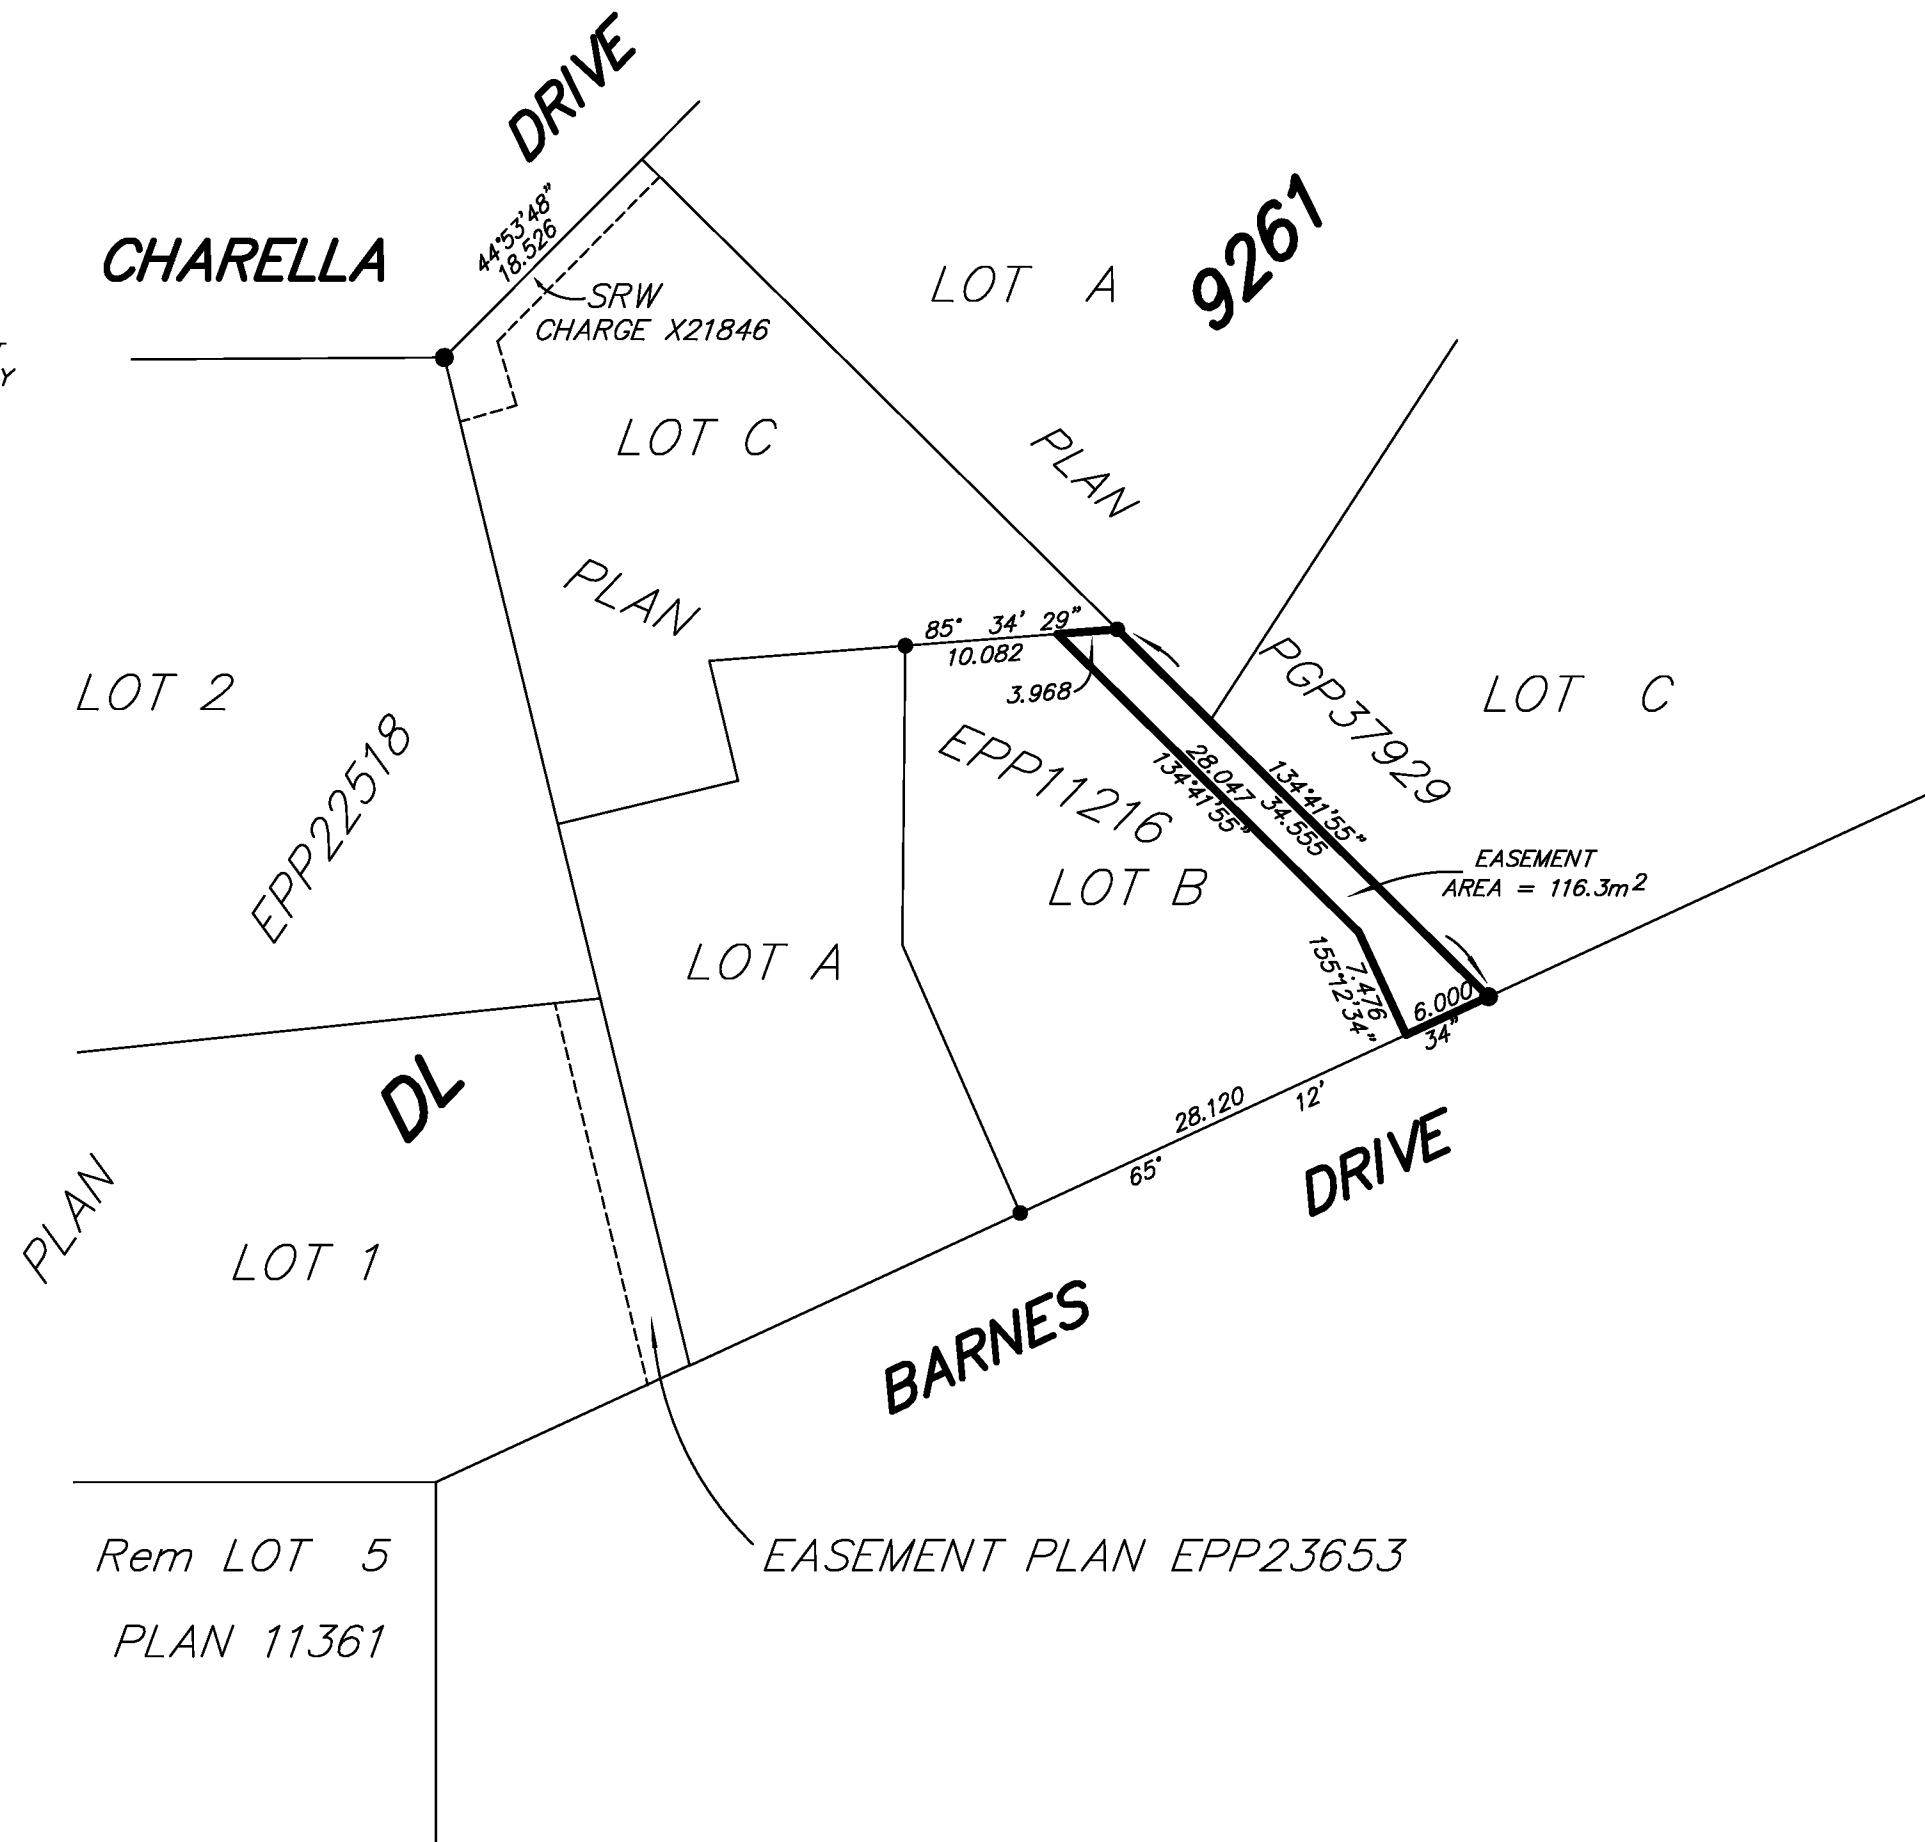 DRIVE
CHARELLA
44°53'48"
18.526
SRW
CHARGE X21846
LOT A
9261
LOT C
PLAN
PLAN
85° 34' 29"
10.082
3.968
PGP37929
LOT C
LOT 2
EPP22518
EPP11216
28.047
134°41'55"
134°41'55"
34.555
EASEMENT
AREA = 116.3m²
LOT B
LOT A
7.476
155°12'34"
6.000
34"
28.120
12'
65°
DL
DRIVE
PLAN
LOT 1
BARNES
Rem LOT 5
PLAN 11361
EASEMENT PLAN EPP23653